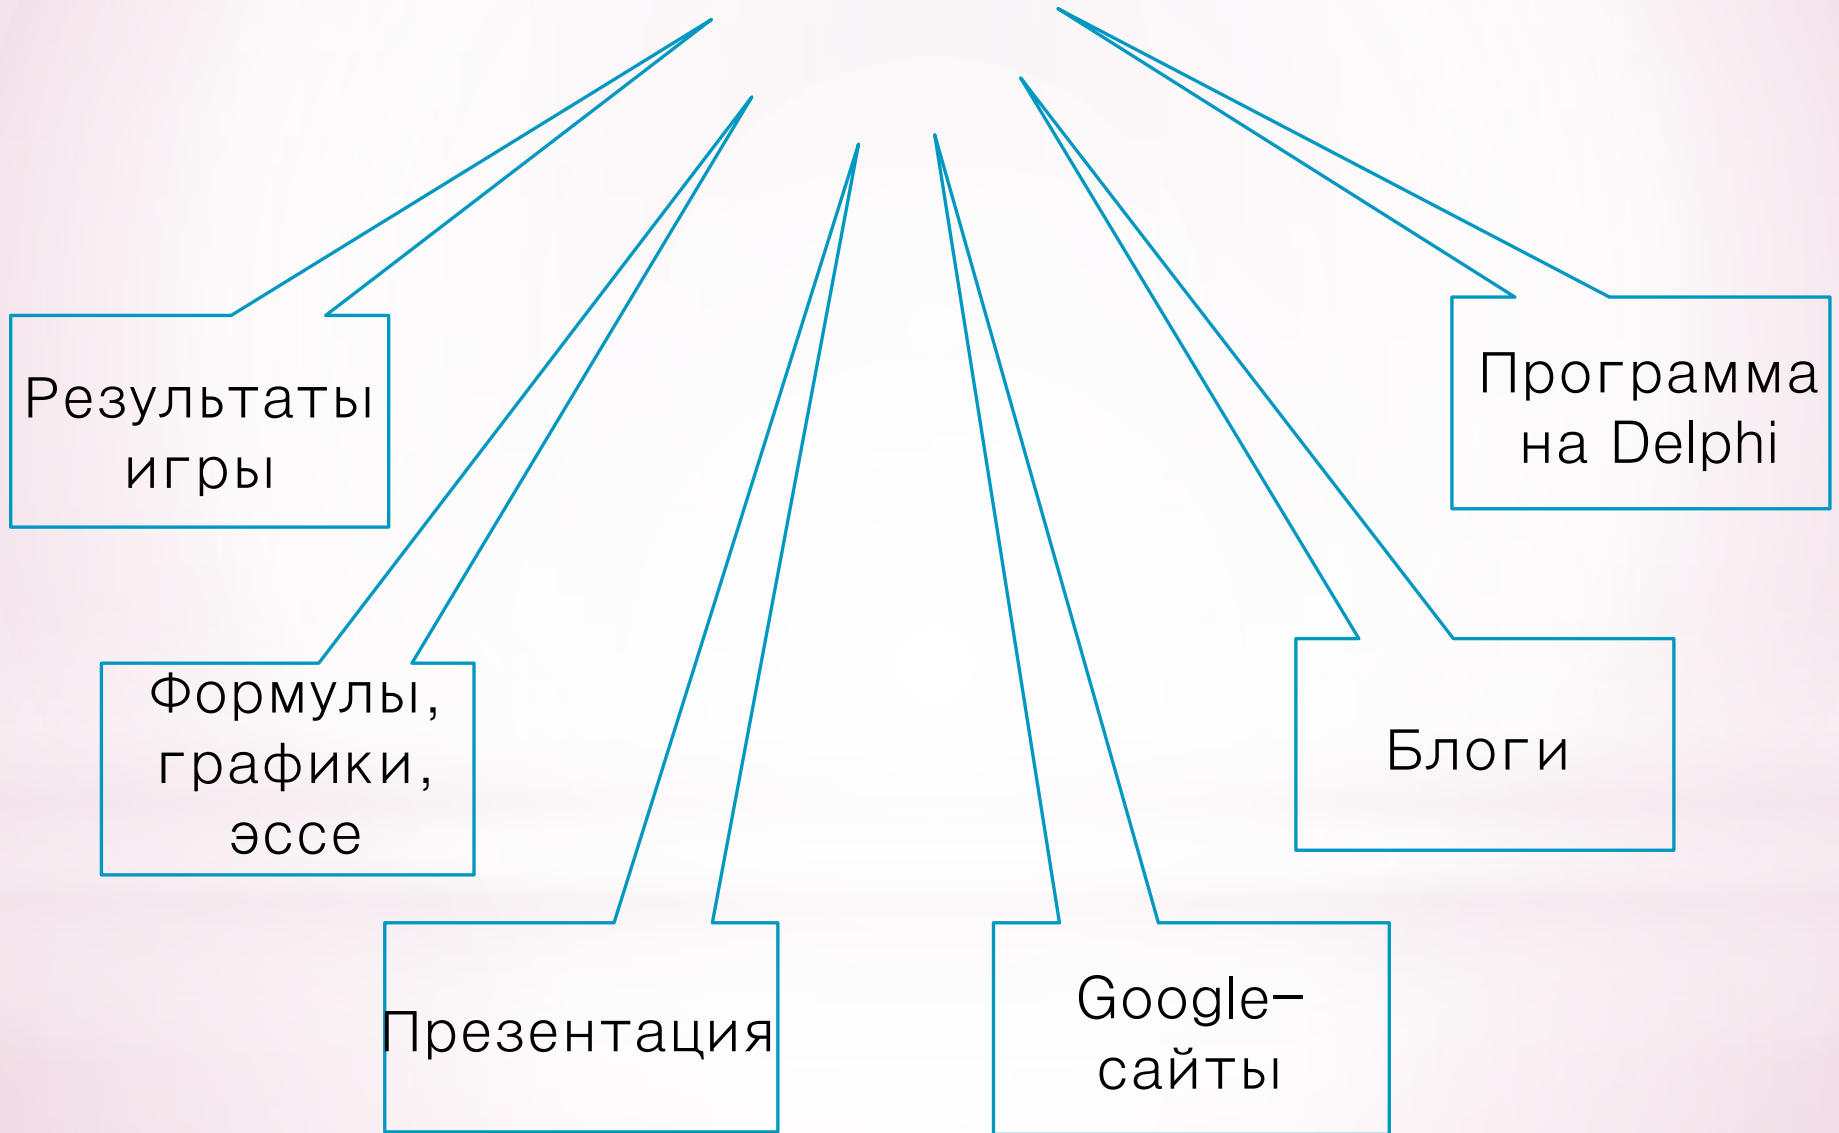 Результаты
игры
Формулы,
графики,
эссе
Презентация
Google-
сайты
Блоги
Программа
на Delphi